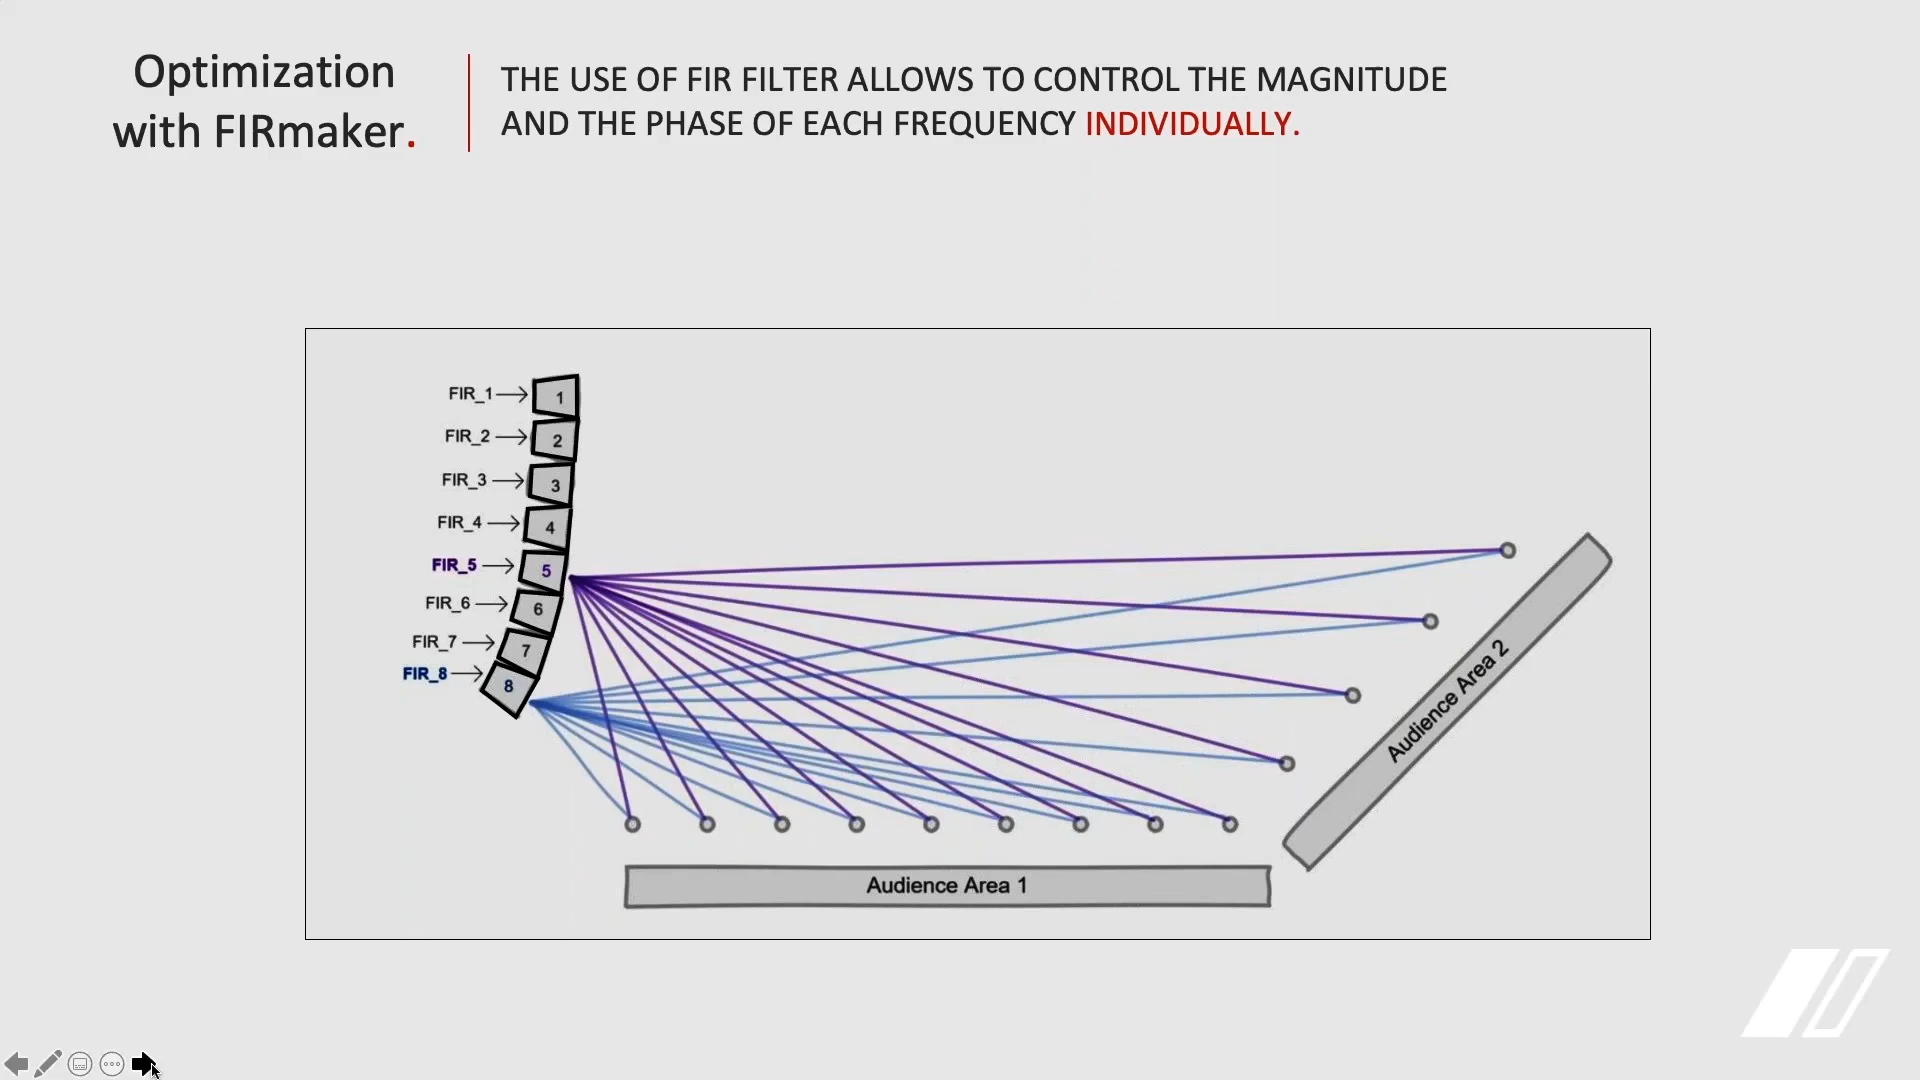 Optimization
with FIRmaker.
THE USE OF FIR FILTER ALLOWS TO CONTROL THE MAGNITUDE
AND THE PHASE OF EACH FREQUENCY INDIVIDUALLY.
FIR_1
1
FIR_2
2
FIR_3
3
FIR_4
4
FIR_5
5
FIR_6
6
FIR_7
7
FIR_8
8
Audience Area 2
Audience Area 1